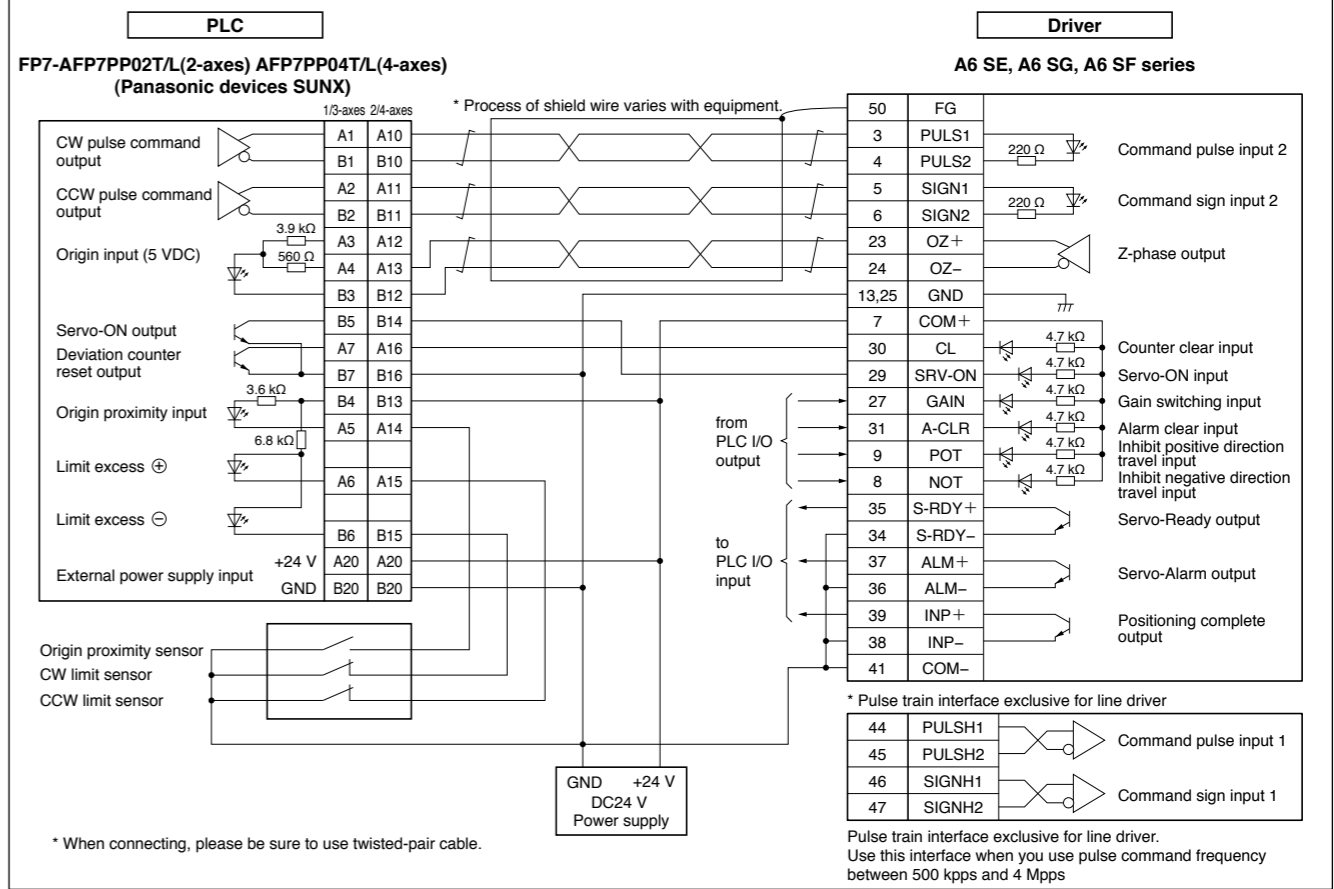 PLC
Driver
FP7-AFP7PP02T/L(2-axes) AFP7PP04T/L(4-axes)
(Panasonic devices SUNX)
A6 SE, A6 SG, A6 SF series
1/3-axes 2/4-axes
* Process of shield wire varies with equipment.
CW pulse command
output
A1 A10
B1 B10
CCW pulse command
output
A2 A11
B2 B11
Origin input (5 VDC)
3.9 kΩ
560 Ω
A3 A12
A4 A13
B3 B12
Servo-ON output
B5 B14
Deviation counter
reset output
A7 A16
B7 B16
Origin proximity input
3.6 kΩ
6.8 kΩ
B4 B13
A5 A14
Limit excess ⊕
A6 A15
Limit excess ⊖
B6 B15
External power supply input
+24 V A20 A20
GND B20 B20
Origin proximity sensor
CW limit sensor
CCW limit sensor
GND +24 V
DC24 V
Power supply
* When connecting, please be sure to use twisted-pair cable.
from
PLC I/O
output
to
PLC I/O
input
50 FG
3 PULS1
4 PULS2
220 Ω
Command pulse input 2
5 SIGN1
6 SIGN2
220 Ω
Command sign input 2
23 OZ+
24 OZ−
Z-phase output
13,25 GND
7 COM+
30 CL 4.7 kΩ Counter clear input
29 SRV-ON 4.7 kΩ Servo-ON input
27 GAIN 4.7 kΩ Gain switching input
31 A-CLR 4.7 kΩ Alarm clear input
9 POT 4.7 kΩ Inhibit positive direction
travel input
8 NOT 4.7 kΩ Inhibit negative direction
travel input
35 S-RDY+
34 S-RDY−
Servo-Ready output
37 ALM+
36 ALM−
Servo-Alarm output
39 INP+
38 INP−
Positioning complete
output
41 COM−
* Pulse train interface exclusive for line driver
44 PULSH1
45 PULSH2
Command pulse input 1
46 SIGNH1
47 SIGNH2
Command sign input 1
Pulse train interface exclusive for line driver.
Use this interface when you use pulse command frequency
between 500 kpps and 4 Mpps